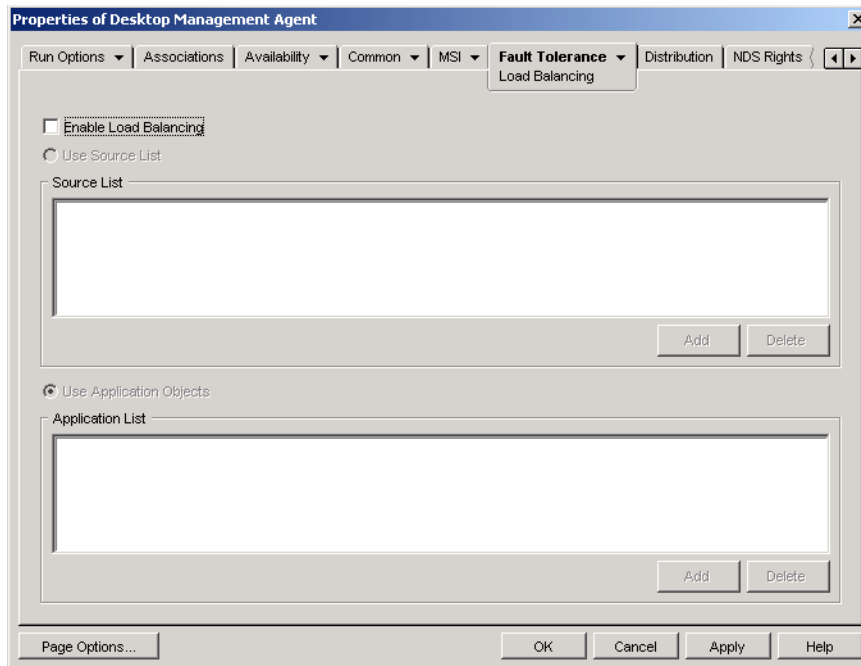 Properties of Desktop Management Agent
Run Options Associations Availability Common MSI Fault Tolerance Distribution NDS Rights
Load Balancing
Enable Load Balancing
Use Source List
Source List
Add Delete
Use Application Objects
Application List
Add Delete
Page Options... OK Cancel Apply Help